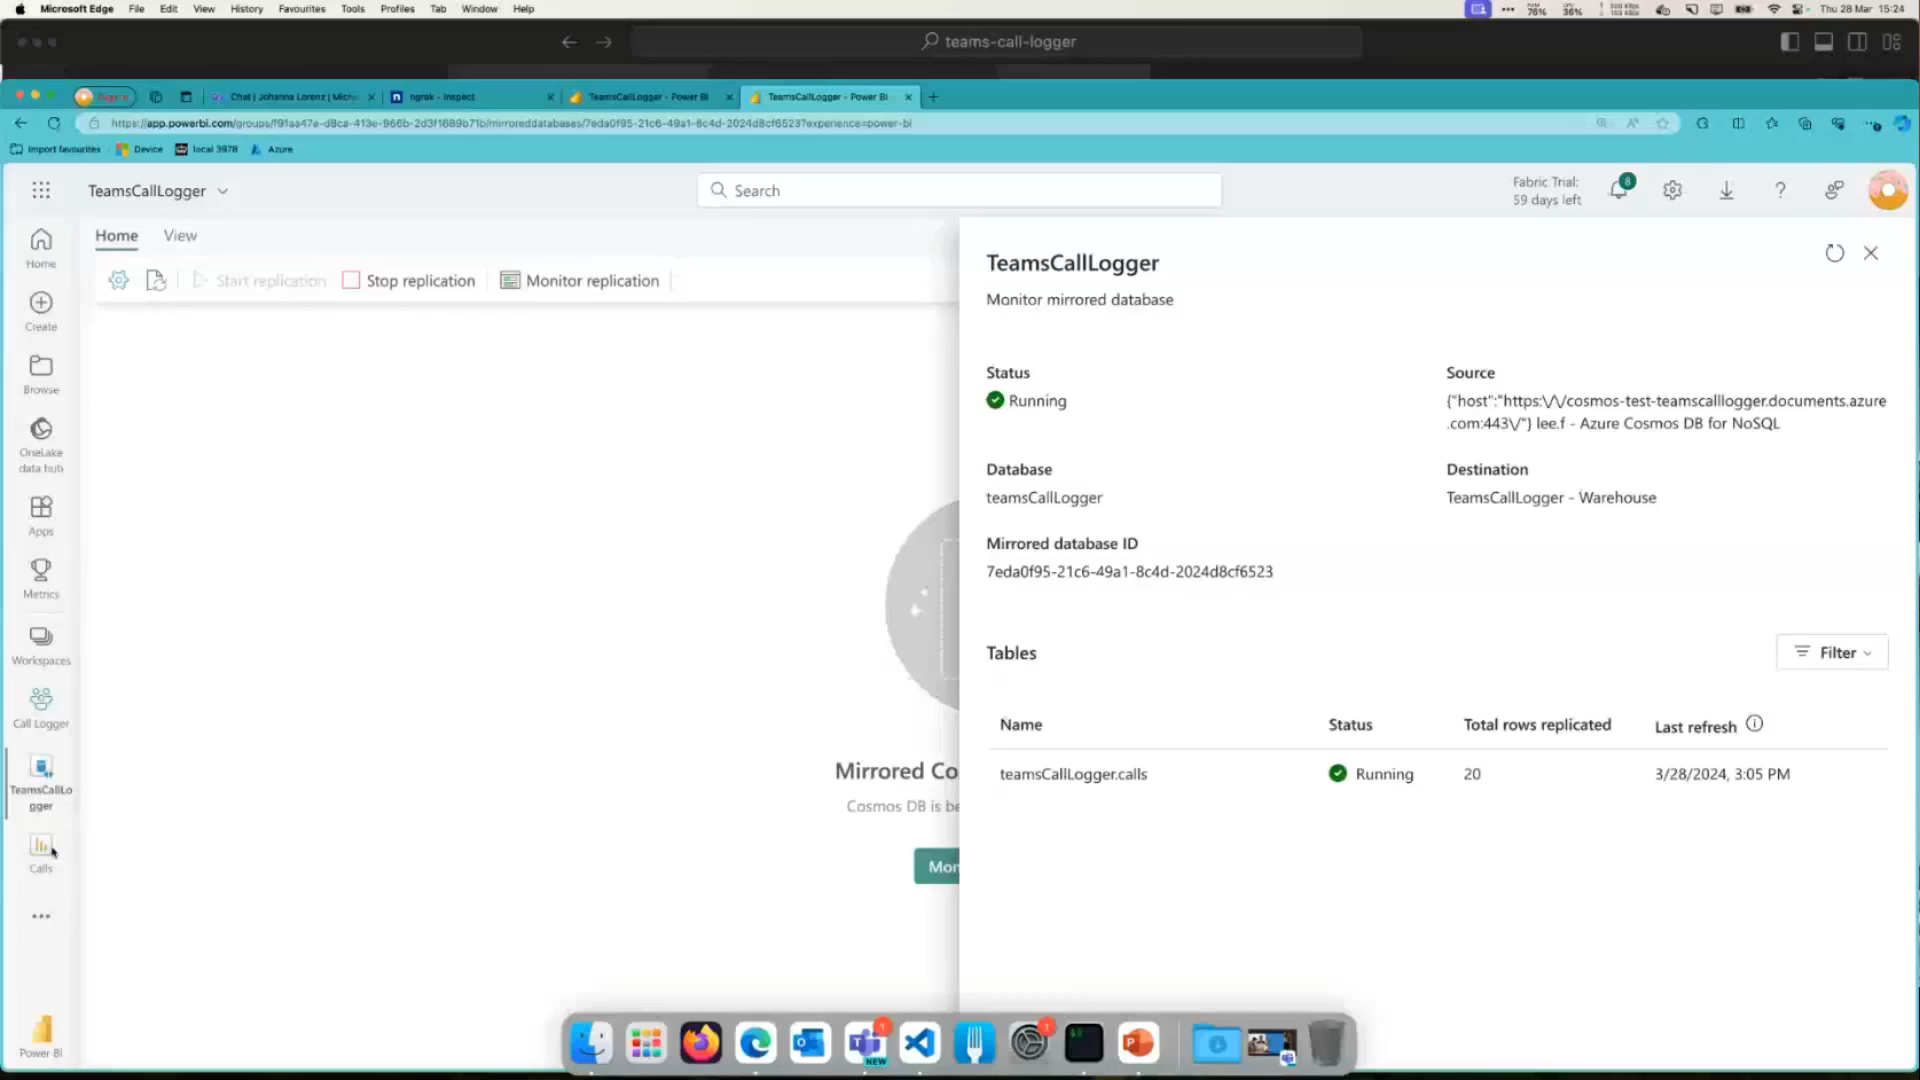 Microsoft Edge File Edit View History Favourites Tools Profiles Tab Window Help
76% 36% Thu 28 Mar 15:24
teams-call-logger
Chat | Johanna Lorenz | Micr
ngrok - Inspect
TeamsCallLogger - Power BI
TeamsCallLogger - Power BI
https://app.powerbi.com/groups/f91aa47e-d8ca-413e-966b-2d3f1689b71b/mirroreddatabases/7eda0f95-21c6-49a1-8c4d-2024d8cf6523?experience=power-bi
Import favourites Device local 3978 Azure
TeamsCallLogger
Search
Fabric Trial:
59 days left
8
Home
Create
Browse
OneLake
data hub
Apps
Metrics
Workspaces
Call Logger
TeamsCallLo
gger
Calls
Power BI
Home View
Start replication Stop replication Monitor replication
Mirrored Co
Cosmos DB is be
Mon
TeamsCallLogger
Monitor mirrored database
Status
Running
Source
{"host":"https:\/\/cosmos-test-teamscalllogger.documents.azure
.com:443\/"} lee.f - Azure Cosmos DB for NoSQL
Database
teamsCallLogger
Destination
TeamsCallLogger - Warehouse
Mirrored database ID
7eda0f95-21c6-49a1-8c4d-2024d8cf6523
Tables
Filter
Name Status Total rows replicated Last refresh
teamsCallLogger.calls Running 20 3/28/2024, 3:05 PM
1
NEW
1